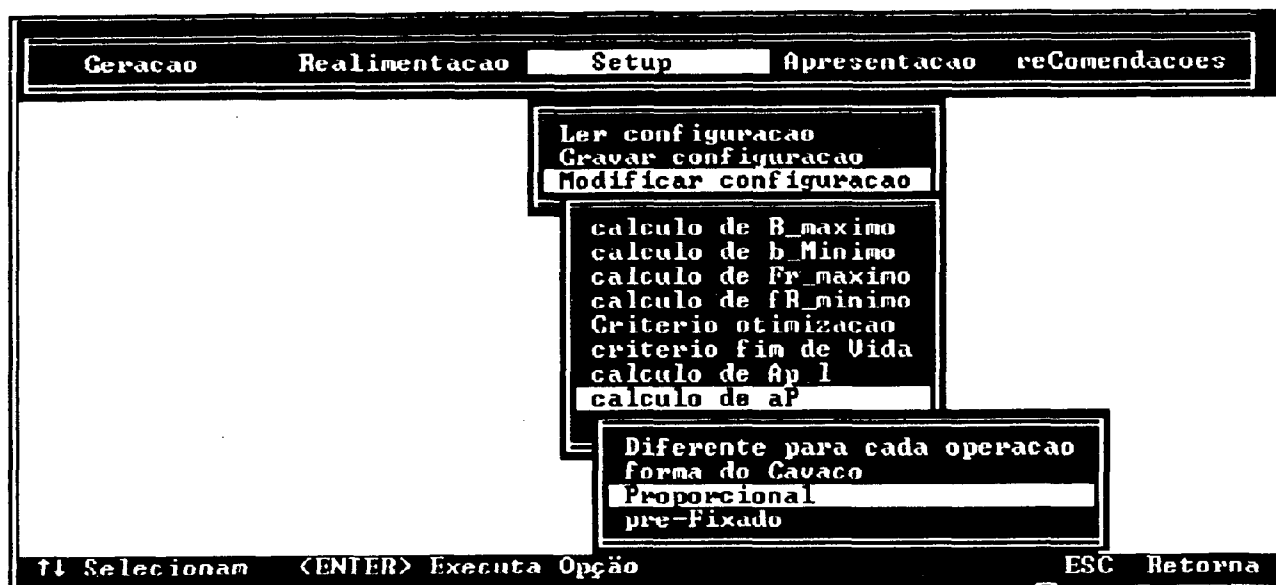 Geracao Realimentacao Setup Apresentacao reComendacoes
Ler configuracao
Gravar configuracao
Modificar configuracao
calculo de B_maximo
calculo de b_Minimo
calculo de Fr_maximo
calculo de fR_minimo
Criterio otimizacao
criterio fim de Vida
calculo de Ap 1
calculo de aP
Diferente para cada operacao
forma do Cavaco
Proporcional
pre-Fixado
↑↓ Selecionam <ENTER> Executa Opção ESC Retorna